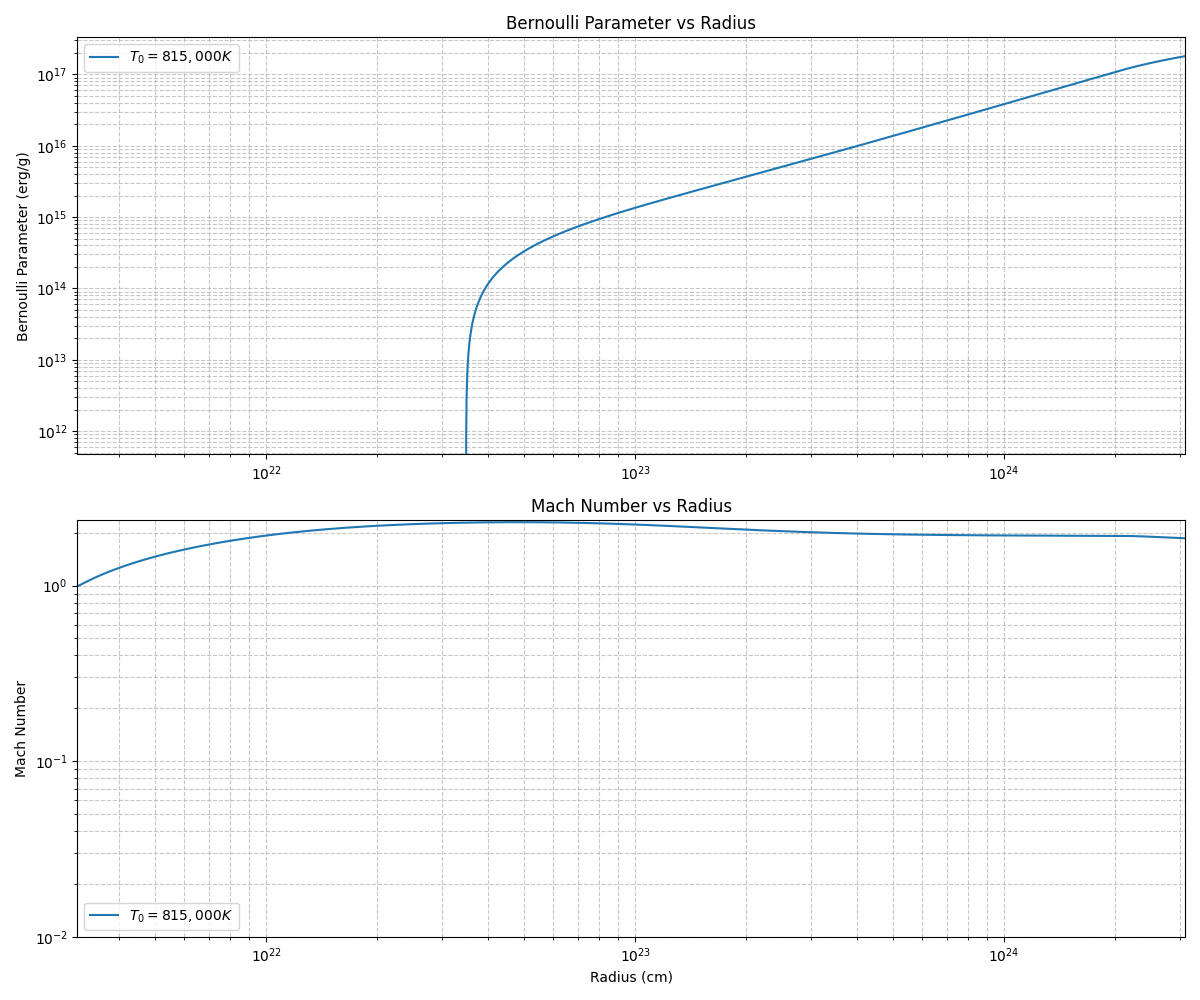 Bernoulli Parameter vs Radius
$T_0 = 815,000K$
Bernoulli Parameter (erg/g)
10^17
10^16
10^15
10^14
10^13
10^12
10^22 10^23 10^24
Mach Number vs Radius
Mach Number
10^0
10^-1
10^-2
$T_0 = 815,000K$
10^22 10^23 10^24
Radius (cm)